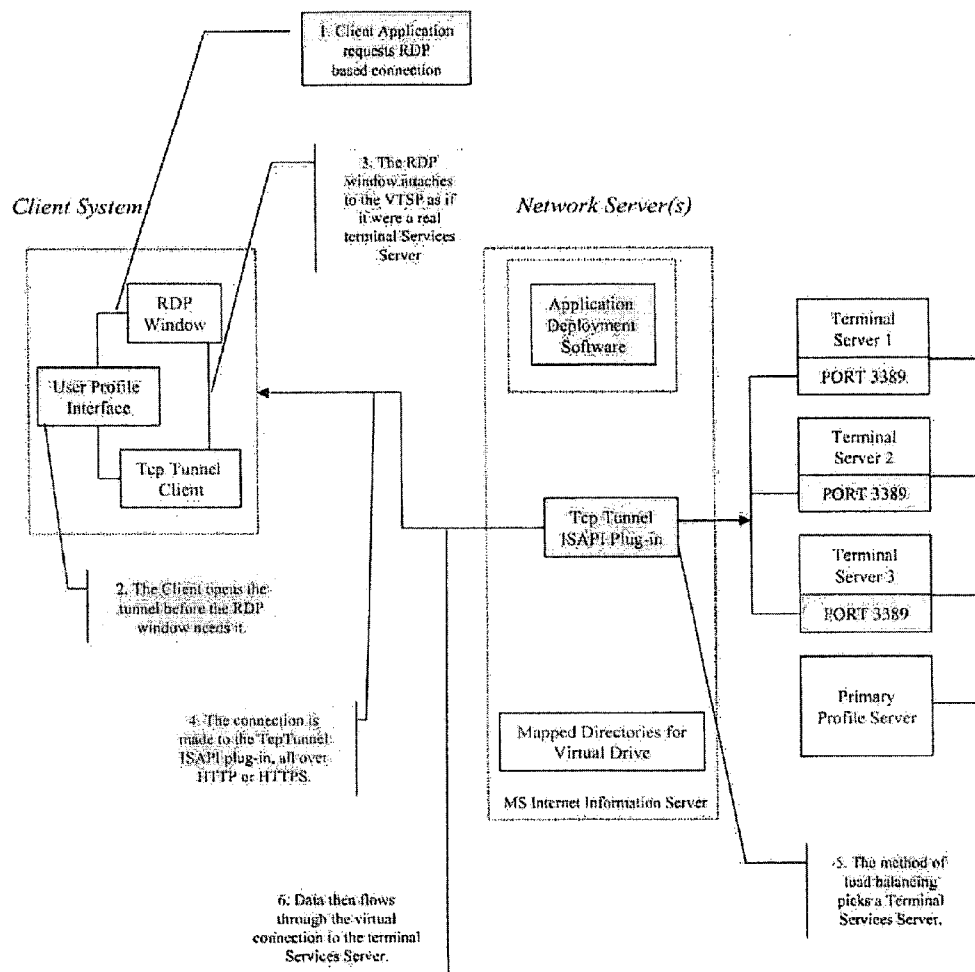 1. Client Application
requests RDP
based connection
3. The RDP
window attaches
to the VTSP as if
it were a real
terminal Services
Server
Client System
Network Server(s)
RDP
Window
User Profile
Interface
Tcp Tunnel
Client
Application
Deployment
Software
Terminal
Server 1
PORT 3389
Terminal
Server 2
PORT 3389
Tcp Tunnel
ISAPI Plug-in
Terminal
Server 3
PORT 3389
2. The Client opens the
tunnel before the RDP
window needs it.
Primary
Profile Server
4. The connection is
made to the TcpTunnel
ISAPI plug-in, all over
HTTP or HTTPS.
Mapped Directories for
Virtual Drive
MS Internet Information Server
5. The method of
load balancing
picks a Terminal
Services Server.
6. Data then flows
through the virtual
connection to the terminal
Services Server.